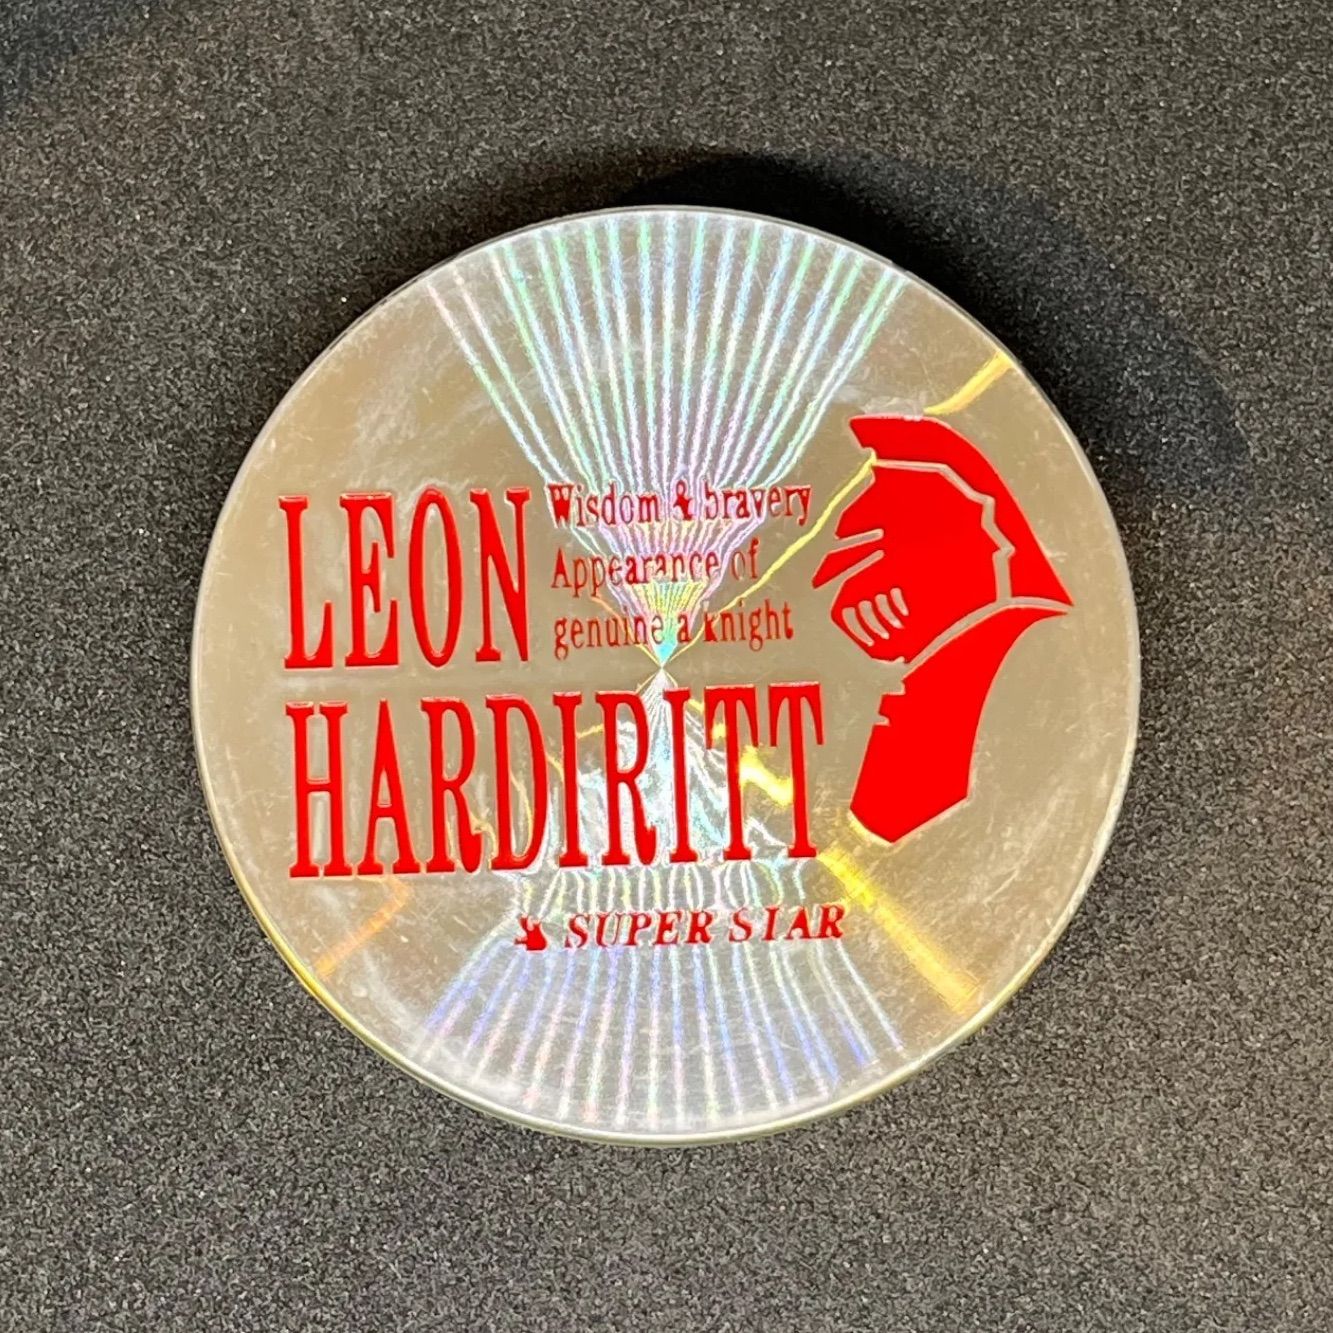 LEON
Wisdom & bravery
Appearance of
genuine a knight
HARDIRITT
SUPER STAR